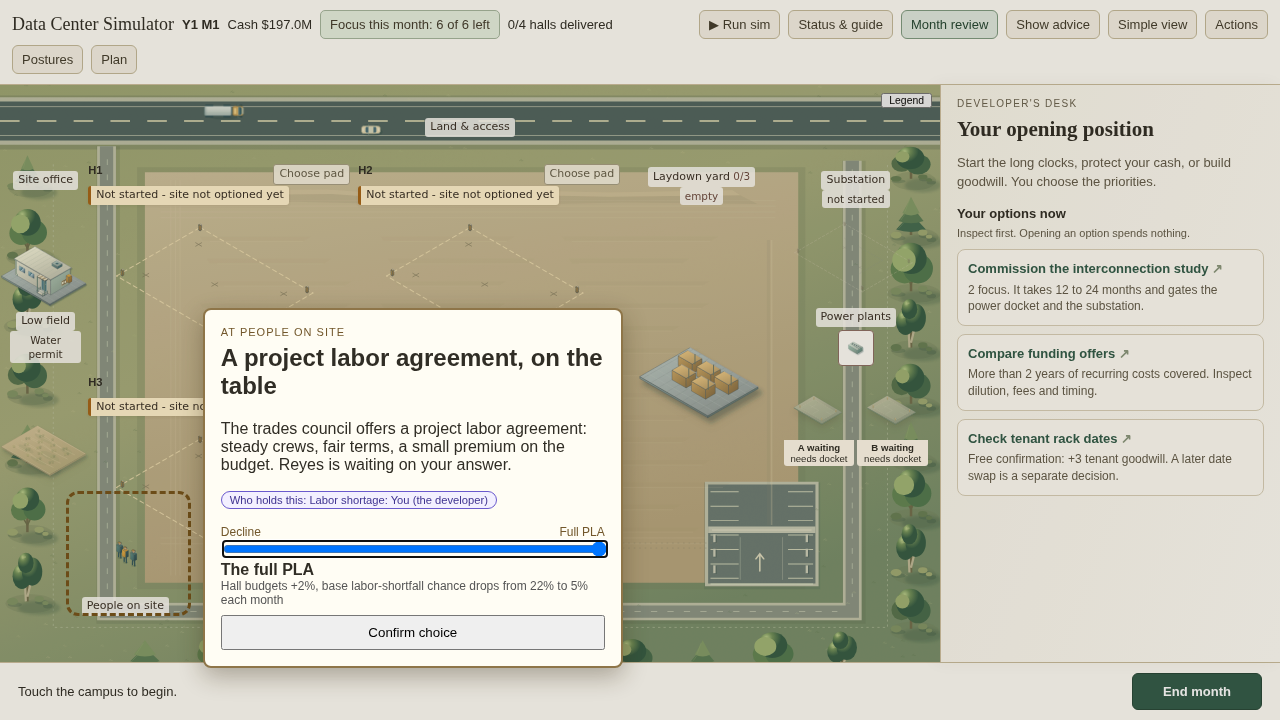 Data Center Simulator Y1 M1 Cash $197.0M Focus this month: 6 of 6 left 0/4 halls delivered
▶ Run sim Status & guide Month review Show advice Simple view Actions
Postures Plan
Legend
Land & access
Site office
H1
Choose pad
Not started - site not optioned yet
H2
Choose pad
Not started - site not optioned yet
Laydown yard 0/3
empty
Substation
not started
Low field
Water
permit
Power plants
H3
Not started - site no
A waiting
needs docket
B waiting
needs docket
People on site
AT PEOPLE ON SITE
A project labor agreement, on the
table
The trades council offers a project labor agreement:
steady crews, fair terms, a small premium on the
budget. Reyes is waiting on your answer.
Who holds this: Labor shortage: You (the developer)
Decline Full PLA
The full PLA
Hall budgets +2%, base labor-shortfall chance drops from 22% to 5%
each month
Confirm choice
DEVELOPER'S DESK
Your opening position
Start the long clocks, protect your cash, or build
goodwill. You choose the priorities.
Your options now
Inspect first. Opening an option spends nothing.
Commission the interconnection study ↗
2 focus. It takes 12 to 24 months and gates the
power docket and the substation.
Compare funding offers ↗
More than 2 years of recurring costs covered. Inspect
dilution, fees and timing.
Check tenant rack dates ↗
Free confirmation: +3 tenant goodwill. A later date
swap is a separate decision.
Touch the campus to begin.
End month